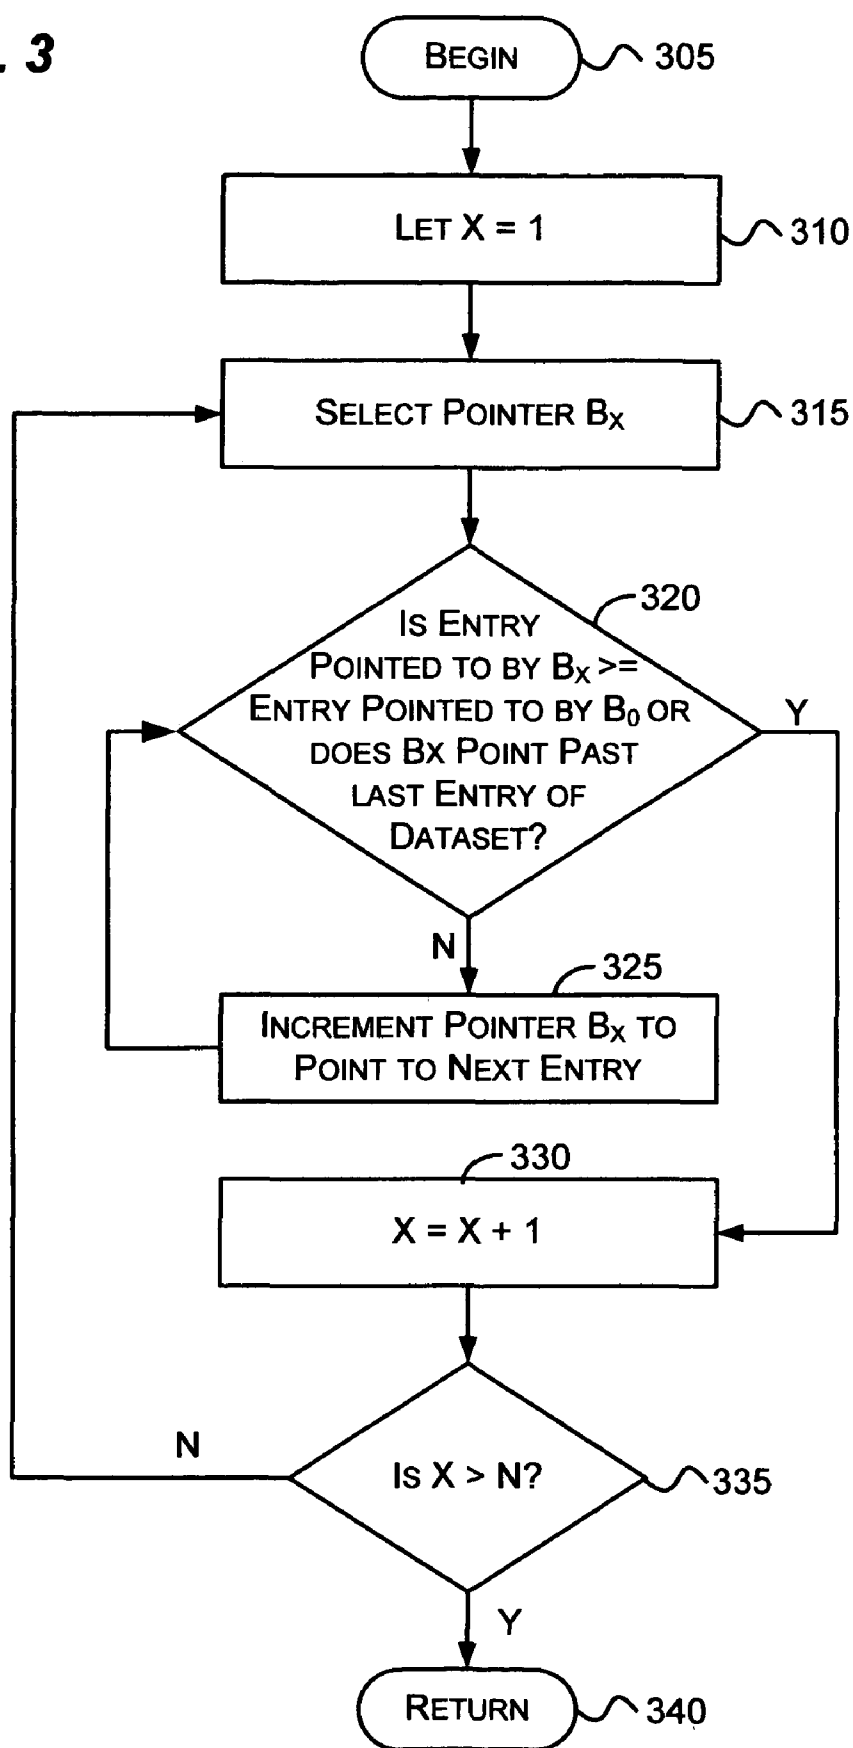 . 3
BEGIN
305
LET X = 1
310
SELECT POINTER BX
315
320
IS ENTRY
POINTED TO BY BX >=
ENTRY POINTED TO BY B0 OR
DOES BX POINT PAST
LAST ENTRY OF
DATASET?
Y
N
325
INCREMENT POINTER BX TO
POINT TO NEXT ENTRY
330
X = X + 1
N
IS X > N?
335
Y
RETURN
340